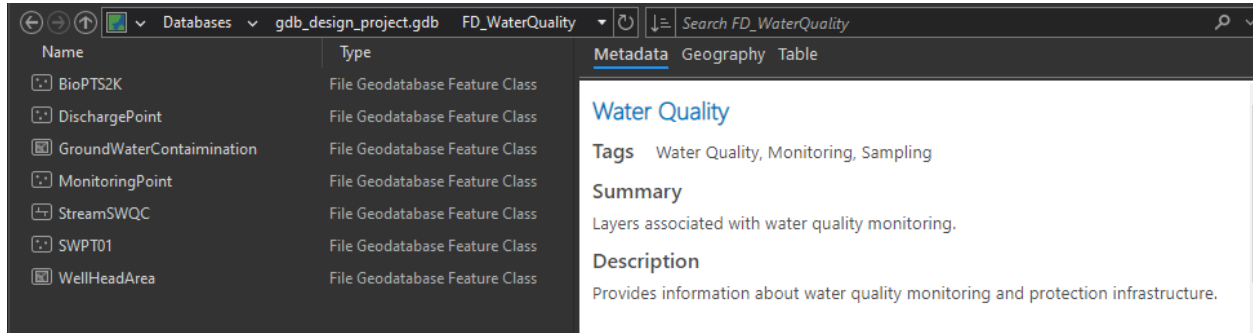 Databases gdb_design_project.gdb FD_WaterQuality Search FD_WaterQuality
Name Type
BioPTS2K File Geodatabase Feature Class
DischargePoint File Geodatabase Feature Class
GroundWaterContaimination File Geodatabase Feature Class
MonitoringPoint File Geodatabase Feature Class
StreamSWQC File Geodatabase Feature Class
SWPT01 File Geodatabase Feature Class
WellHeadArea File Geodatabase Feature Class
Metadata Geography Table
Water Quality
Tags Water Quality, Monitoring, Sampling
Summary
Layers associated with water quality monitoring.
Description
Provides information about water quality monitoring and protection infrastructure.